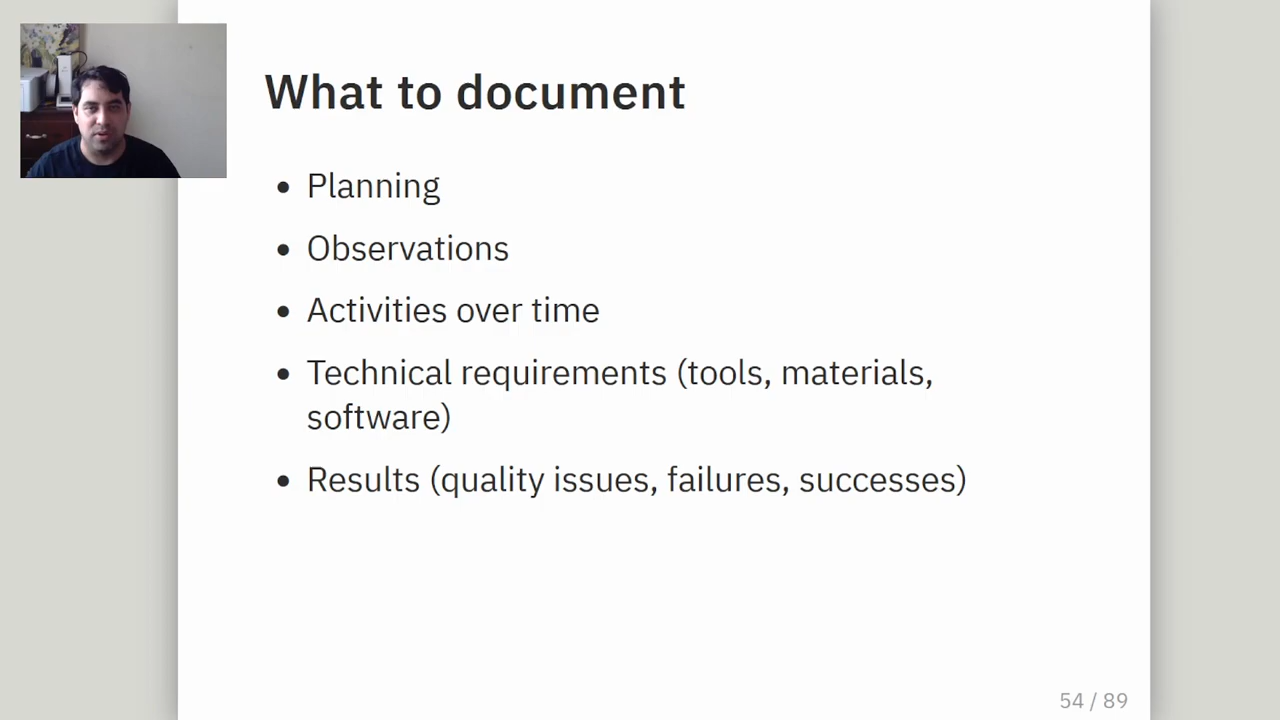 What to document
• Planning
• Observations
• Activities over time
• Technical requirements (tools, materials,
software)
• Results (quality issues, failures, successes)
54 / 89